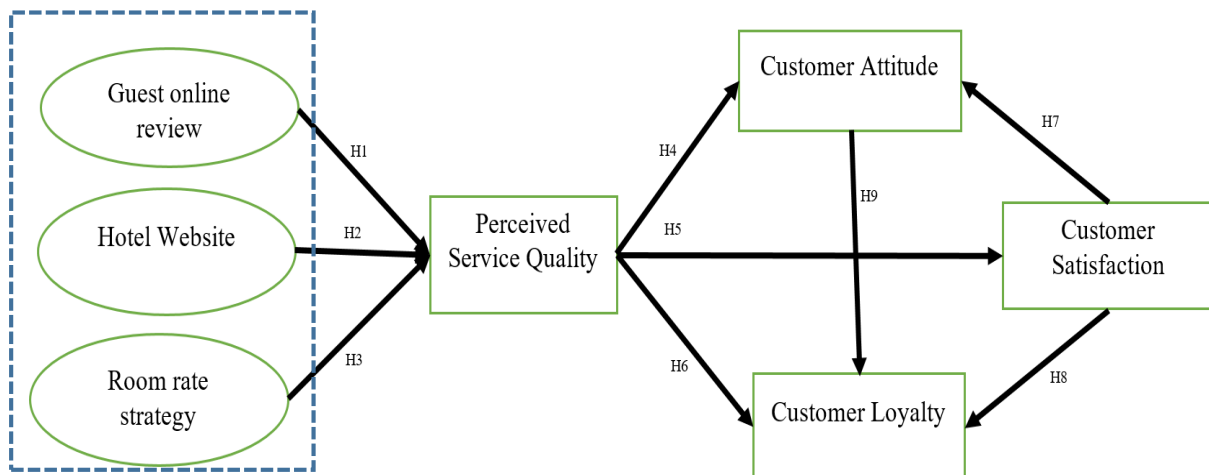 Guest online
review
Hotel Website
Room rate
strategy
H1
H2
H3
Perceived
Service Quality
H4
H5
H6
Customer Attitude
H9
H7
Customer
Satisfaction
H8
Customer Loyalty